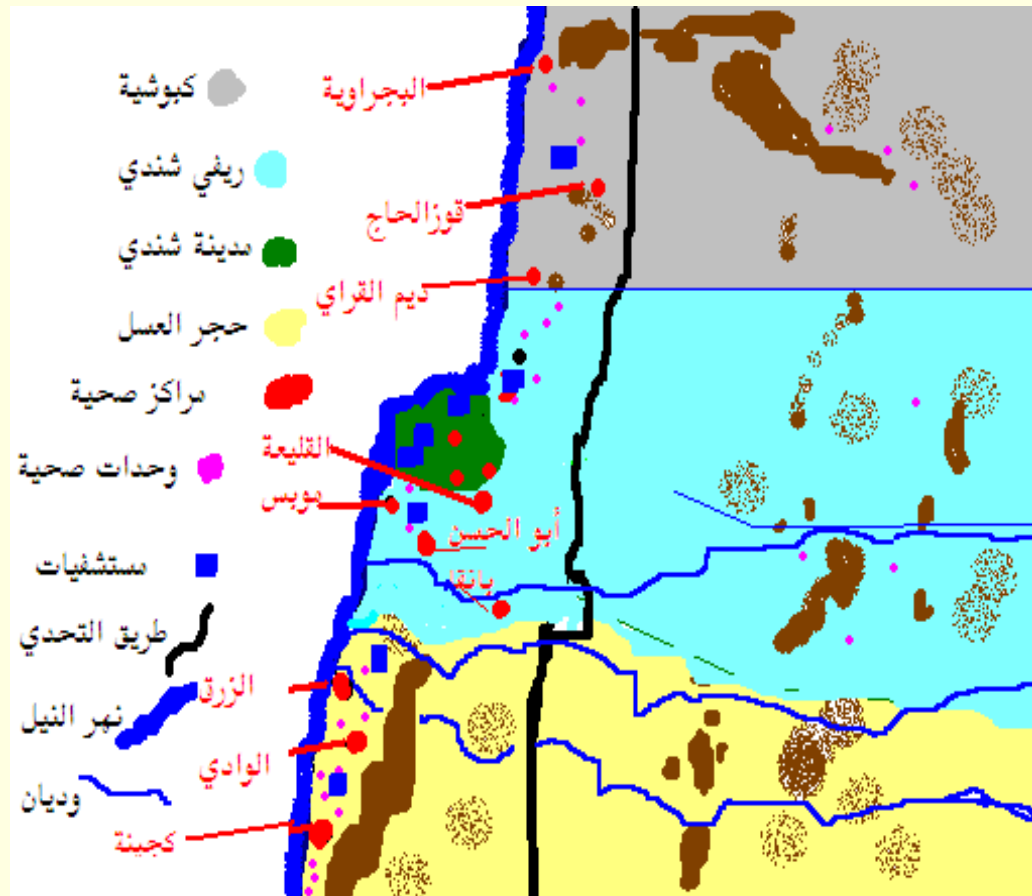 كبوشية
ريفي شندي
مدينة شندي
حجر العسل
مراكز صحية
وحدات صحية
مستشفيات
طريق التحدي
نهر النيل
وديان
البجراوية
قوزالحاج
ديم القراي
القليعة
موبس
أبو الحسن
بانقا
الزرق
الوادي
كجينة